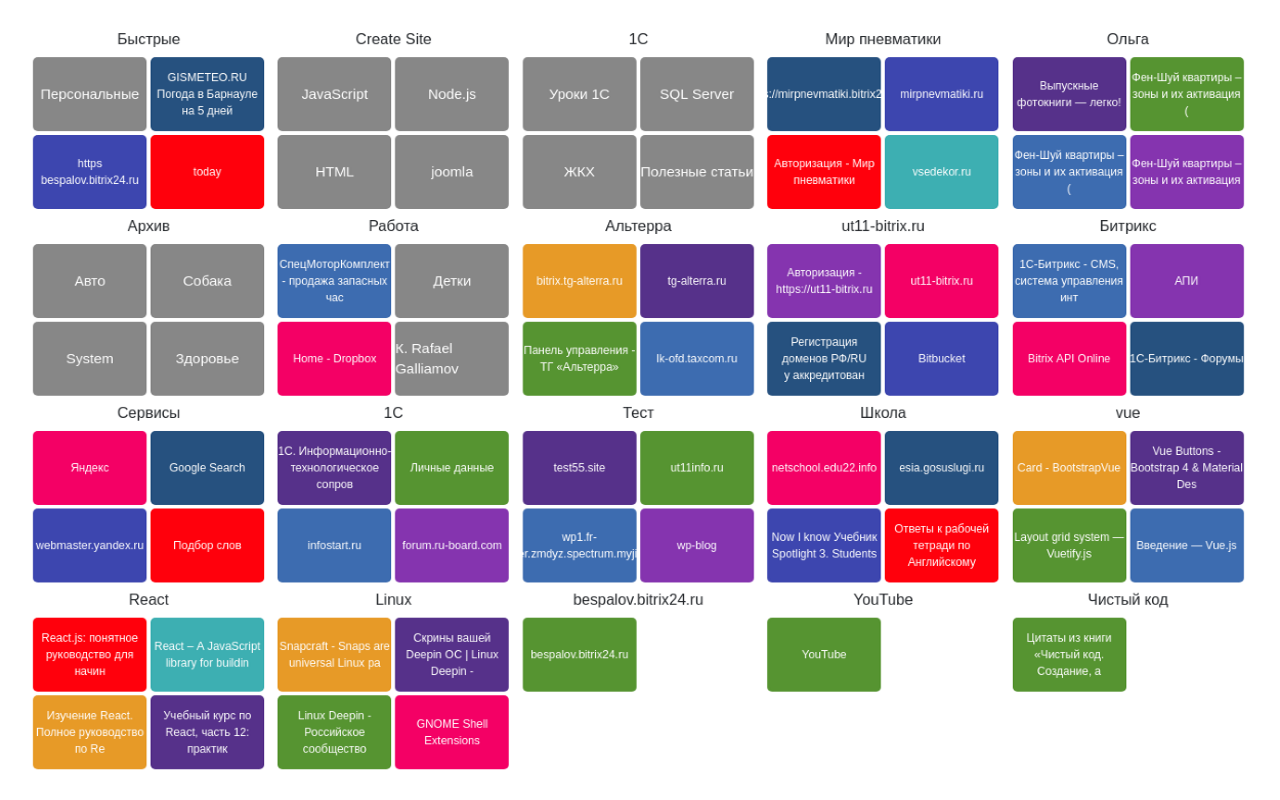 Быстрые
Create Site
1С
Мир пневматики
Ольга
Персональные
GISMETEO.RU
Погода в Барнауле
на 5 дней
JavaScript
Node.js
Уроки 1С
SQL Server
s://mirpnevmatiki.bitrix2
mirpnevmatiki.ru
Выпускные
фотокниги — легко!
Фен-Шуй квартиры –
зоны и их активация
(
https
bespalov.bitrix24.ru
today
HTML
joomla
ЖКХ
Полезные статьи
Авторизация - Мир
пневматики
vsedekor.ru
Фен-Шуй квартиры –
зоны и их активация
(
Фен-Шуй квартиры –
зоны и их активация
Архив
Работа
Альтерра
ut11-bitrix.ru
Битрикс
Авто
Собака
СпецМоторКомплект
- продажа запасных
час
Детки
bitrix.tg-alterra.ru
tg-alterra.ru
Авторизация -
https://ut11-bitrix.ru
ut11-bitrix.ru
1С-Битрикс - CMS,
система управления
инт
АПИ
System
Здоровье
Home - Dropbox
K. Rafael
Galliamov
Панель управления -
ТГ «Альтерра»
lk-ofd.taxcom.ru
Регистрация
доменов РФ/RU
у аккредитован
Bitbucket
Bitrix API Online
1С-Битрикс - Форумы
Сервисы
1С
Тест
Школа
vue
Яндекс
Google Search
1С. Информационно-
технологическое
сопров
Личные данные
test55.site
ut11info.ru
netschool.edu22.info
esia.gosuslugi.ru
Card - BootstrapVue
Vue Buttons -
Bootstrap 4 & Material
Des
webmaster.yandex.ru
Подбор слов
infostart.ru
forum.ru-board.com
wp1.fr-
er.zmdyz.spectrum.myji
wp-blog
Now I know Учебник
Spotlight 3. Students
Ответы к рабочей
тетради по
Английскому
Layout grid system —
Vuetify.js
Введение — Vue.js
React
Linux
bespalov.bitrix24.ru
YouTube
Чистый код
React.js: понятное
руководство для
начин
React – A JavaScript
library for buildin
Snapcraft - Snaps are
universal Linux pa
Скрины вашей
Deepin ОС | Linux
Deepin -
bespalov.bitrix24.ru
YouTube
Цитаты из книги
«Чистый код.
Создание, а
Изучение React.
Полное руководство
по Re
Учебный курс по
React, часть 12:
практик
Linux Deepin -
Российское
сообщество
GNOME Shell
Extensions